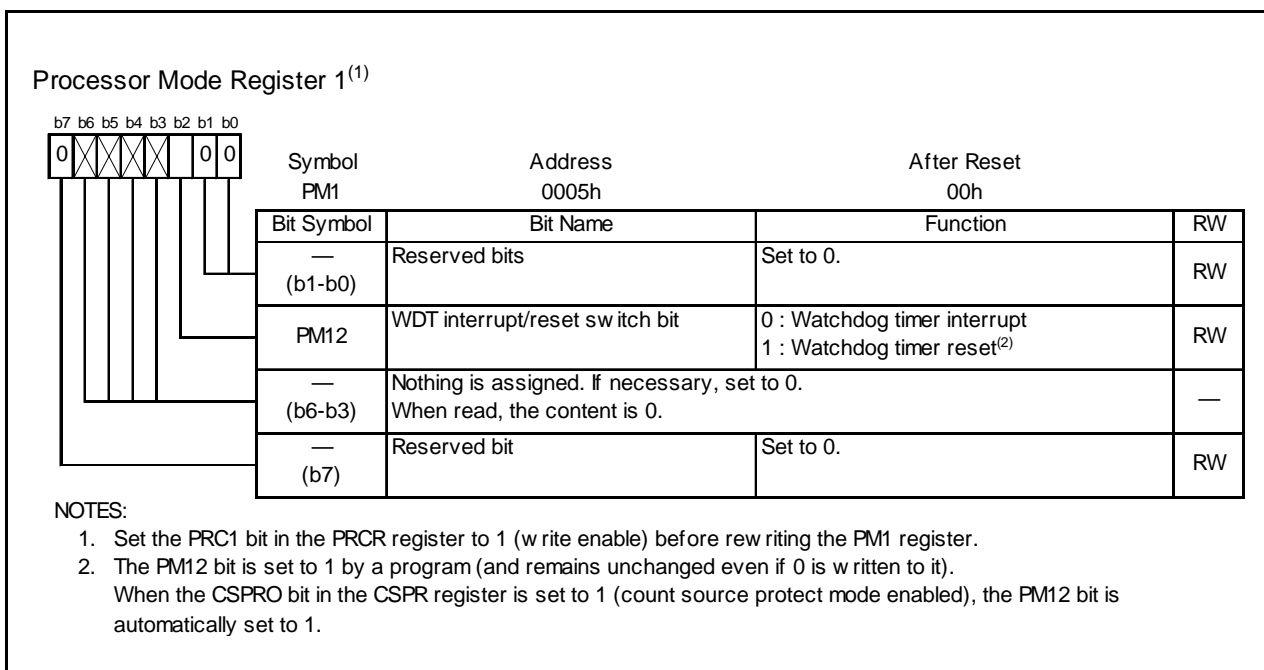 Processor Mode Register 1(1)
b7 b6 b5 b4 b3 b2 b1 b0
0 0 0
Symbol Address After Reset
PM1 0005h 00h
Bit Symbol Bit Name Function RW
— (b1-b0) Reserved bits Set to 0. RW
PM12 WDT interrupt/reset switch bit 0 : Watchdog timer interrupt
1 : Watchdog timer reset(2) RW
— (b6-b3) Nothing is assigned. If necessary, set to 0.
When read, the content is 0. —
— (b7) Reserved bit Set to 0. RW
NOTES:
1. Set the PRC1 bit in the PRCR register to 1 (write enable) before rewriting the PM1 register.
2. The PM12 bit is set to 1 by a program (and remains unchanged even if 0 is written to it).
When the CSPRO bit in the CSPR register is set to 1 (count source protect mode enabled), the PM12 bit is
automatically set to 1.